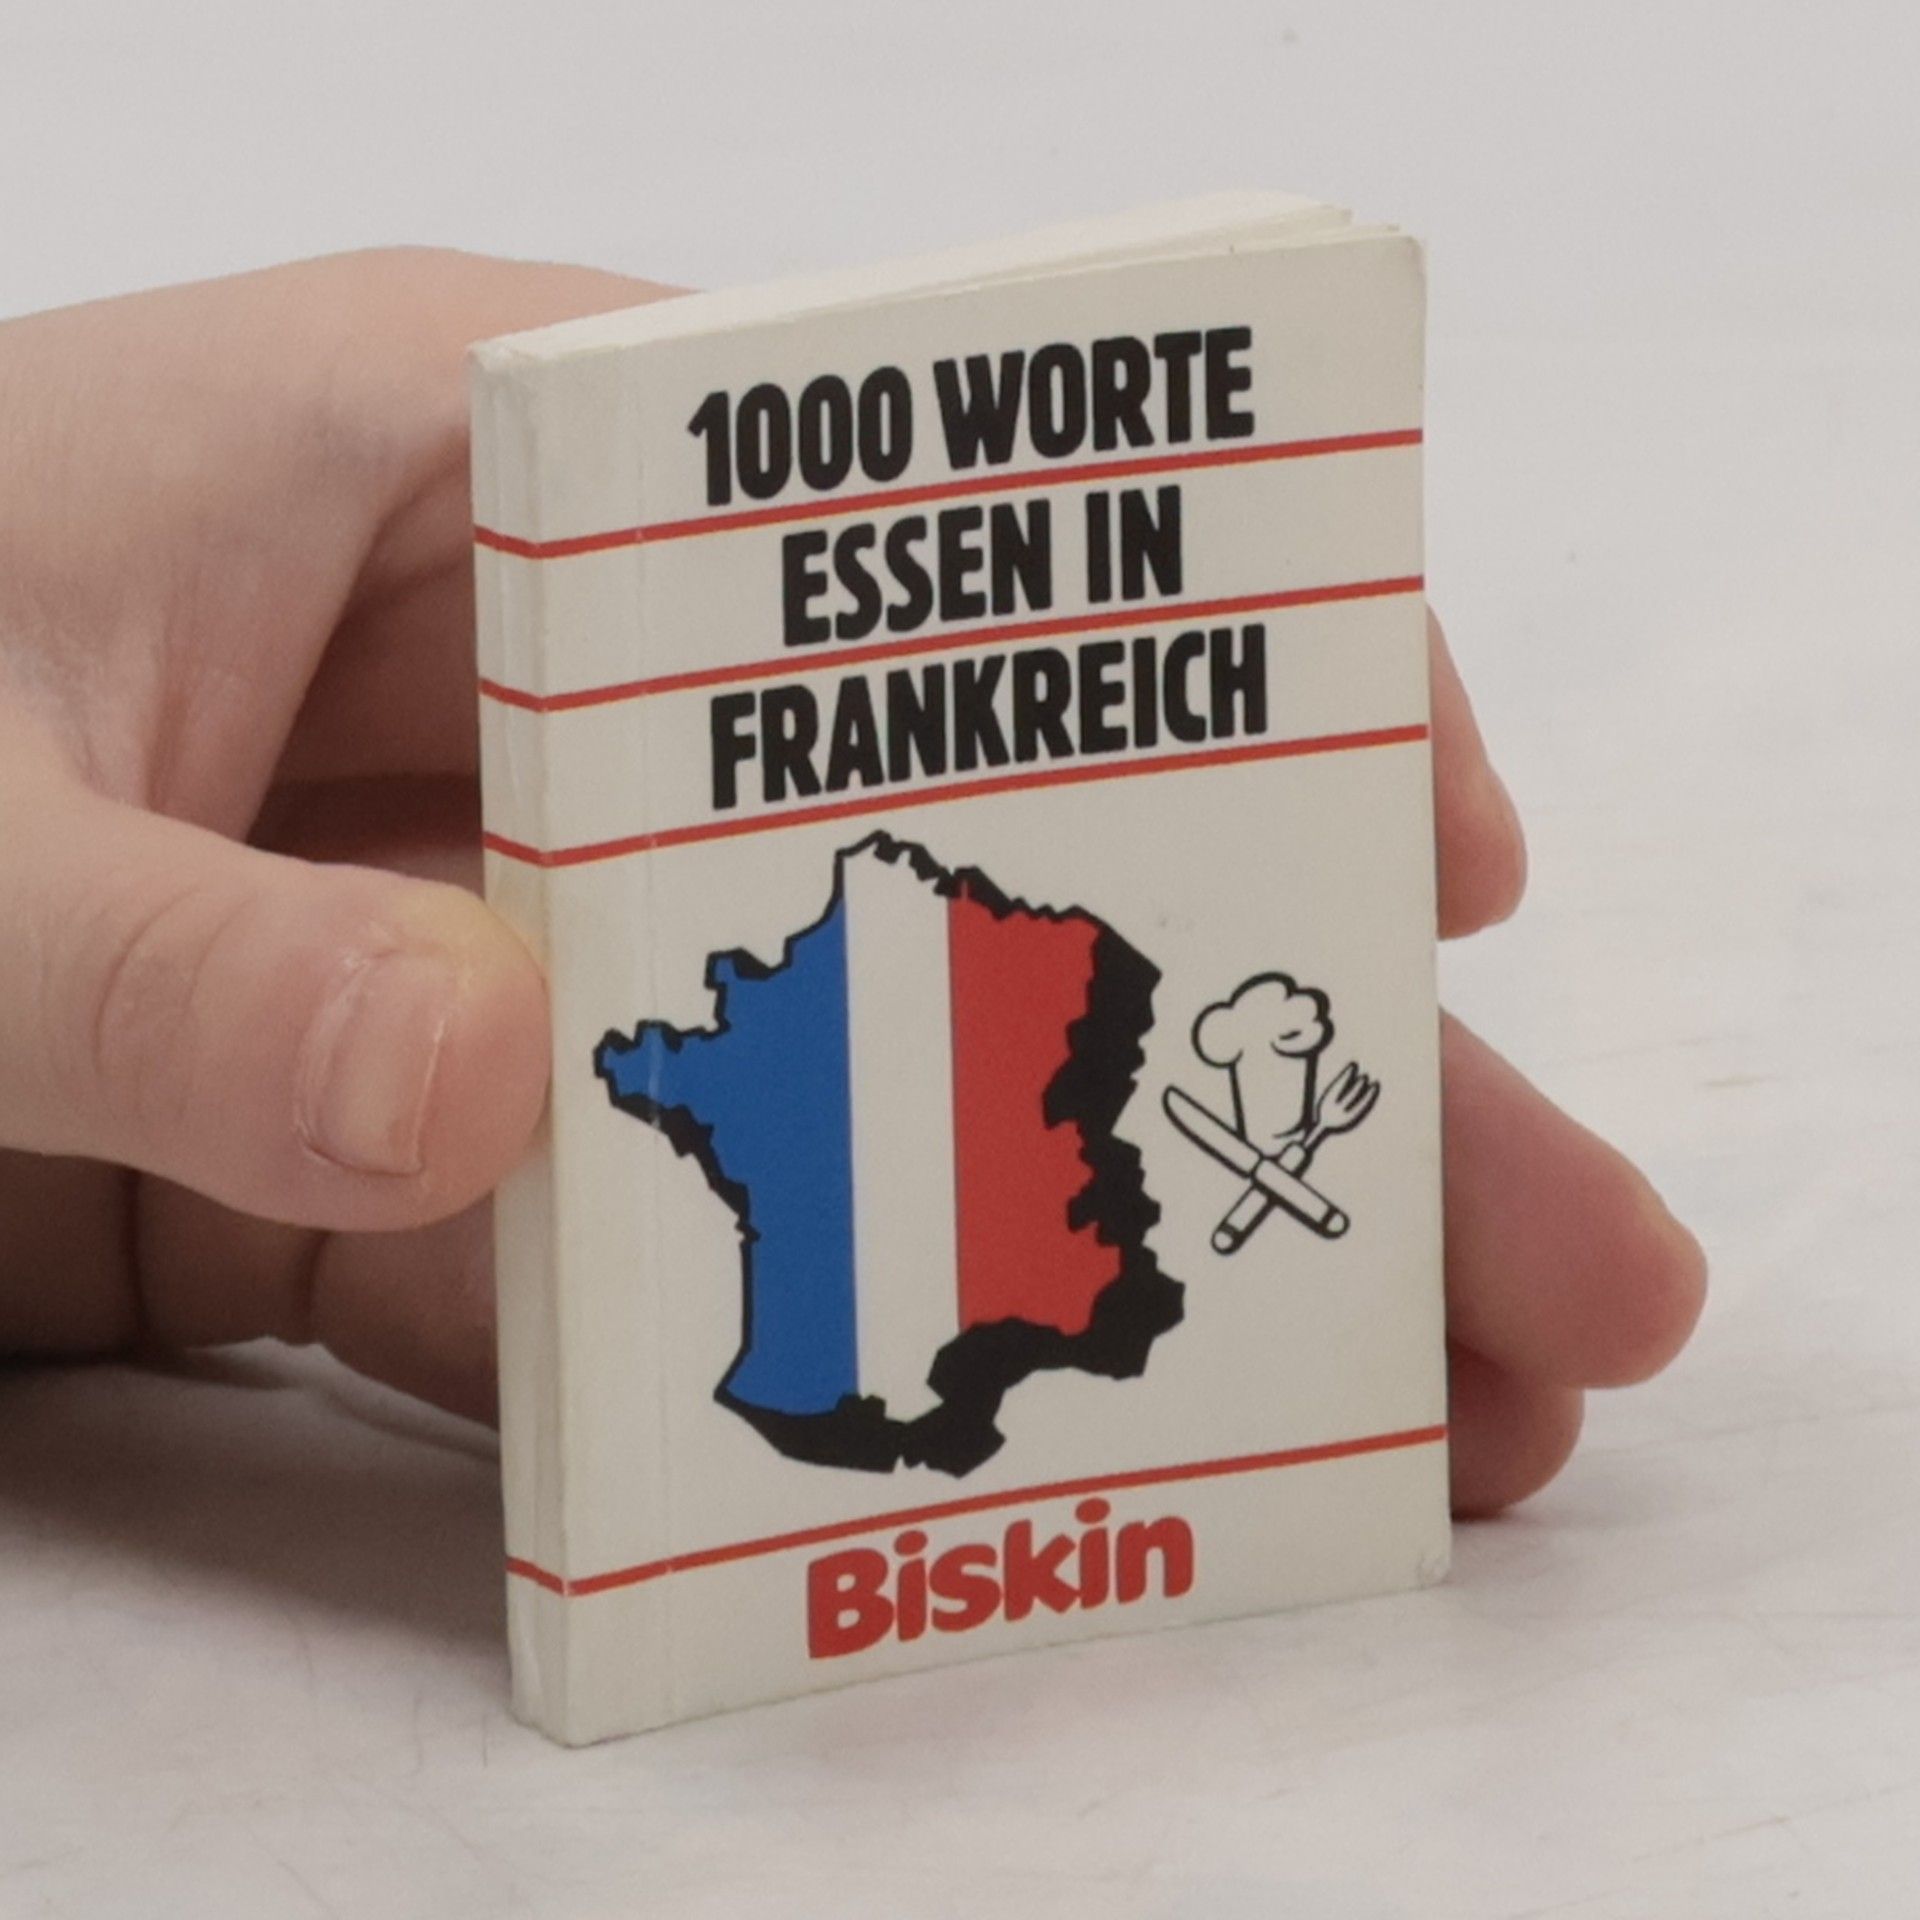 1000 WORTE
ESSEN IN
FRANKREICH
Biskin